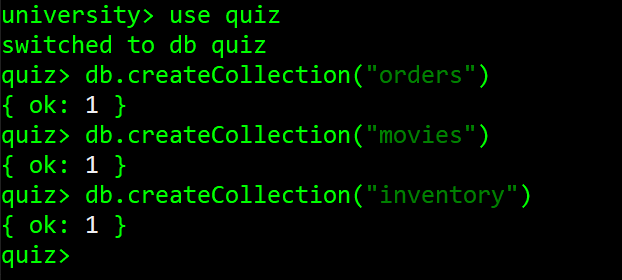 university> use quiz
switched to db quiz
quiz> db.createCollection("orders")
{ ok: 1 }
quiz> db.createCollection("movies")
{ ok: 1 }
quiz> db.createCollection("inventory")
{ ok: 1 }
quiz>